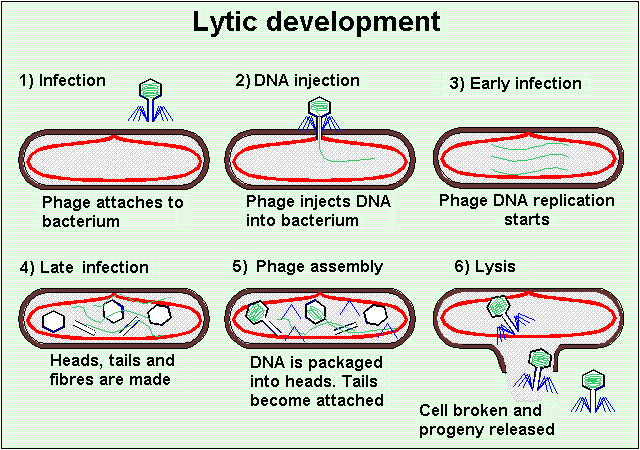 Lytic development
1) Infection
2) DNA injection
3) Early infection
Phage attaches to
bacterium
Phage injects DNA
into bacterium
Phage DNA replication
starts
4) Late infection
5) Phage assembly
6) Lysis
Heads, tails and
fibres are made
DNA is packaged
into heads. Tails
become attached
Cell broken and
progeny released